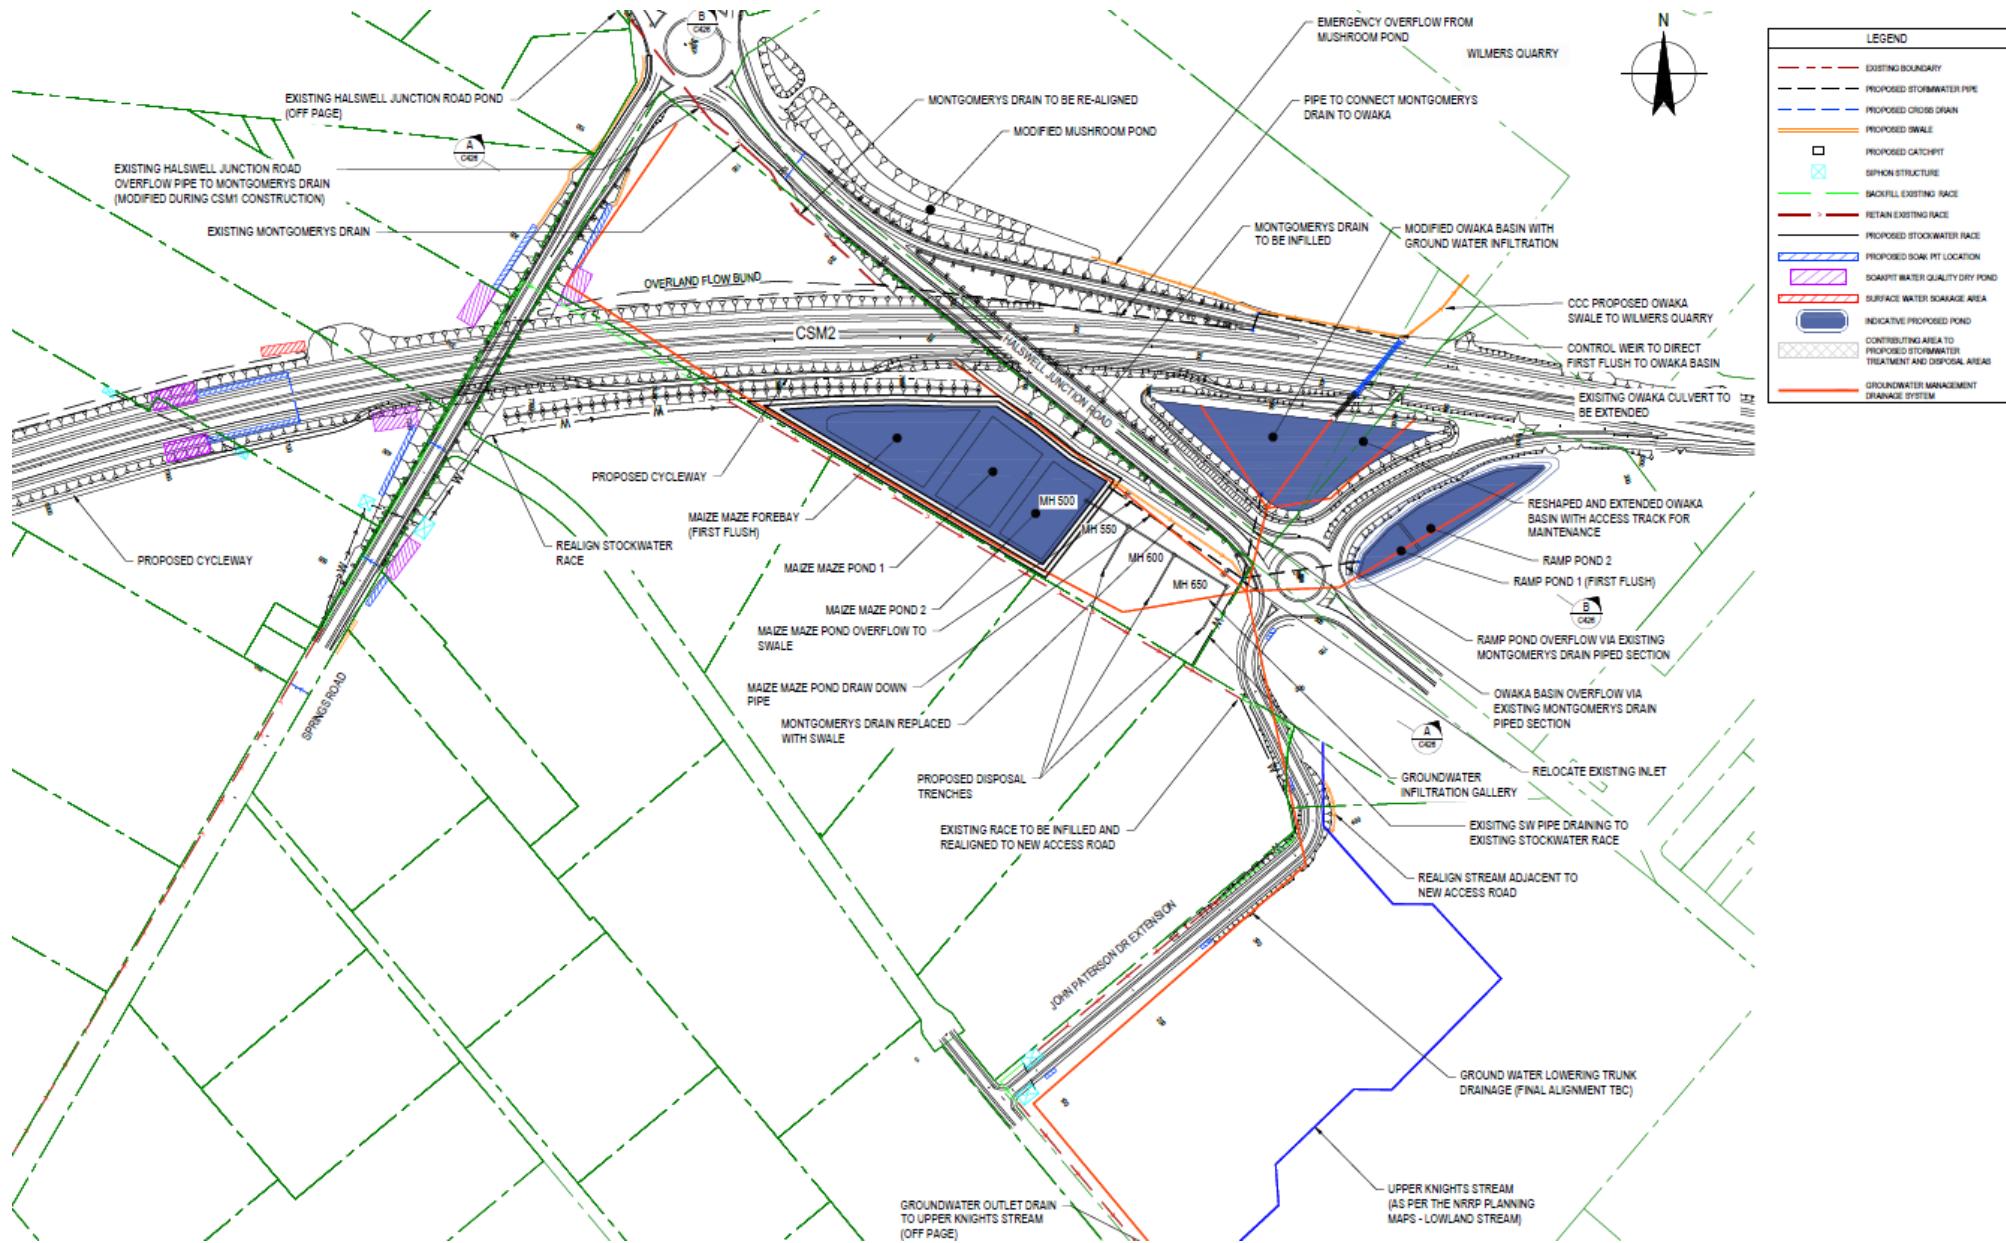 B
C426
EMERGENCY OVERFLOW FROM
MUSHROOM POND
WILMERS QUARRY
N
EXISTING HALSWELL JUNCTION ROAD POND
(OFF PAGE)
MONTGOMERYS DRAIN TO BE RE-ALIGNED
PIPE TO CONNECT MONTGOMERYS
DRAIN TO OWAKA
MODIFIED MUSHROOM POND
A
C426
EXISTING HALSWELL JUNCTION ROAD
OVERFLOW PIPE TO MONTGOMERYS DRAIN
(MODIFIED DURING CSM1 CONSTRUCTION)
EXISTING MONTGOMERYS DRAIN
MONTGOMERYS DRAIN
TO BE INFILLED
MODIFIED OWAKA BASIN WITH
GROUND WATER INFILTRATION
OVERLAND FLOW BUND
CSM2
HALSWELL JUNCTION ROAD
CCC PROPOSED OWAKA
SWALE TO WILMERS QUARRY
CONTROL WEIR TO DIRECT
FIRST FLUSH TO OWAKA BASIN
EXISITNG OWAKA CULVERT TO
BE EXTENDED
PROPOSED CYCLEWAY
MAIZE MAZE FOREBAY
(FIRST FLUSH)
MH 500
MH 550
MH 600
MH 650
RESHAPED AND EXTENDED OWAKA
BASIN WITH ACCESS TRACK FOR
MAINTENANCE
PROPOSED CYCLEWAY
REALIGN STOCKWATER
RACE
MAIZE MAZE POND 1
RAMP POND 2
RAMP POND 1 (FIRST FLUSH)
MAIZE MAZE POND 2
B
C426
MAIZE MAZE POND OVERFLOW TO
SWALE
RAMP POND OVERFLOW VIA EXISTING
MONTGOMERYS DRAIN PIPED SECTION
MAIZE MAZE POND DRAW DOWN
PIPE
OWAKA BASIN OVERFLOW VIA
EXISTING MONTGOMERYS DRAIN
PIPED SECTION
SPRINGS ROAD
MONTGOMERYS DRAIN REPLACED
WITH SWALE
A
C426
PROPOSED DISPOSAL
TRENCHES
GROUNDWATER
INFILTRATION GALLERY
RELOCATE EXISTING INLET
EXISTING RACE TO BE INFILLED AND
REALIGNED TO NEW ACCESS ROAD
EXISITNG SW PIPE DRAINING TO
EXISTING STOCKWATER RACE
REALIGN STREAM ADJACENT TO
NEW ACCESS ROAD
JOHN PATERSON DR EXTENSION
GROUND WATER LOWERING TRUNK
DRAINAGE (FINAL ALIGNMENT TBC)
UPPER KNIGHTS STREAM
(AS PER THE NRRP PLANNING
MAPS - LOWLAND STREAM)
GROUNDWATER OUTLET DRAIN
TO UPPER KNIGHTS STREAM
(OFF PAGE)
LEGEND
EXISTING BOUNDARY
PROPOSED STORMWATER PIPE
PROPOSED CROSS DRAIN
PROPOSED SWALE
PROPOSED CATCHPIT
SIPHON STRUCTURE
BACKFILL EXISTING RACE
RETAIN EXISTING RACE
PROPOSED STOCKWATER RACE
PROPOSED SOAK PIT LOCATION
SOAKPIT WATER QUALITY DRY POND
SURFACE WATER SOAKAGE AREA
INDICATIVE PROPOSED POND
CONTRIBUTING AREA TO
PROPOSED STORMWATER
TREATMENT AND DISPOSAL AREAS
GROUNDWATER MANAGEMENT
DRAINAGE SYSTEM